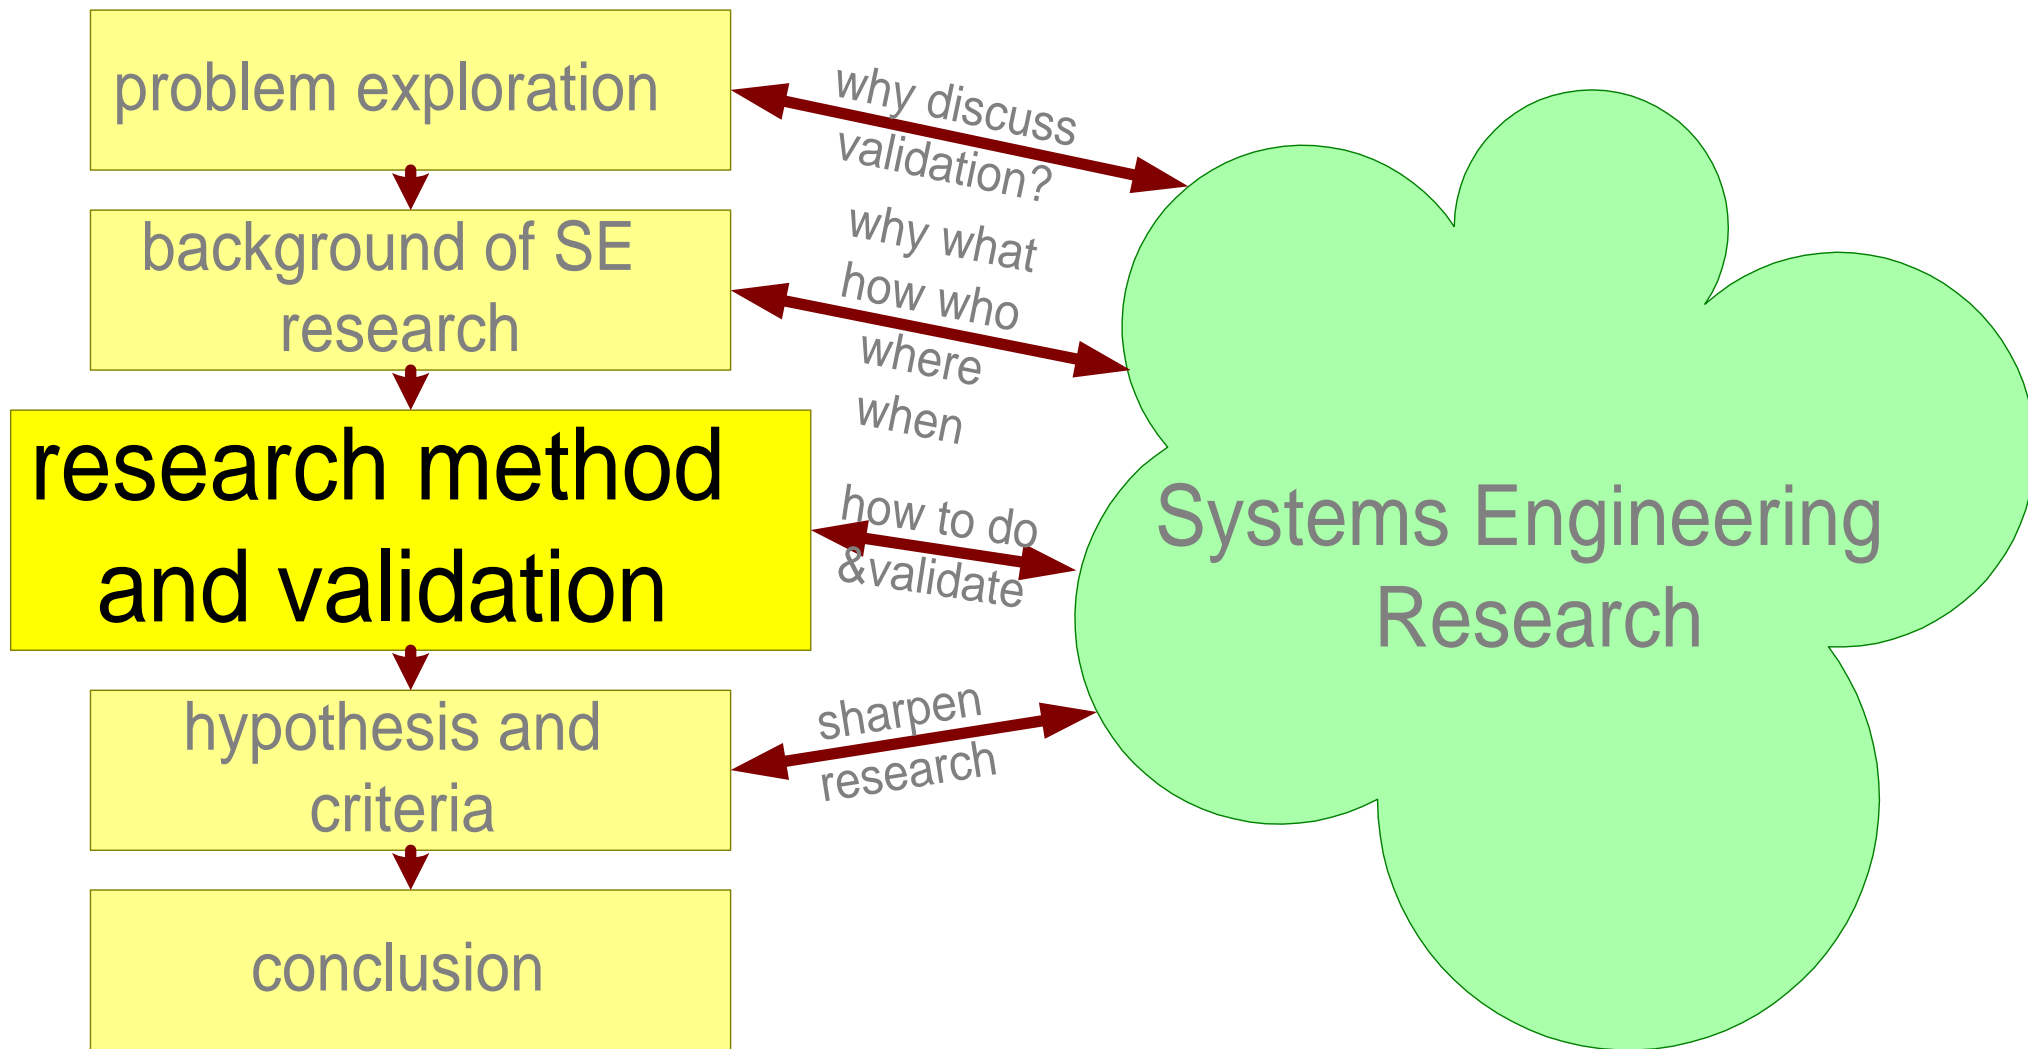 problem exploration
why discuss
validation?
background of SE
research
why what
how who
where
when
research method
and validation
how to do
&validate
Systems Engineering
Research
hypothesis and
criteria
sharpen
research
conclusion